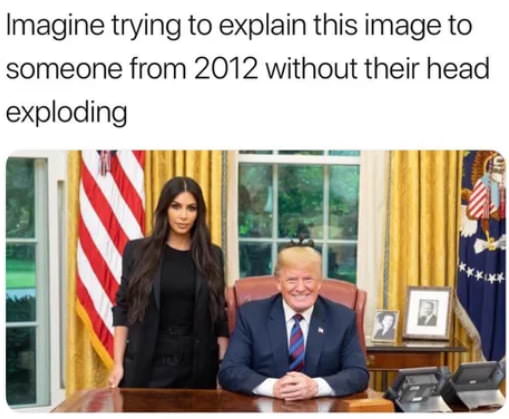 Imagine trying to explain this image to
someone from 2012 without their head
exploding